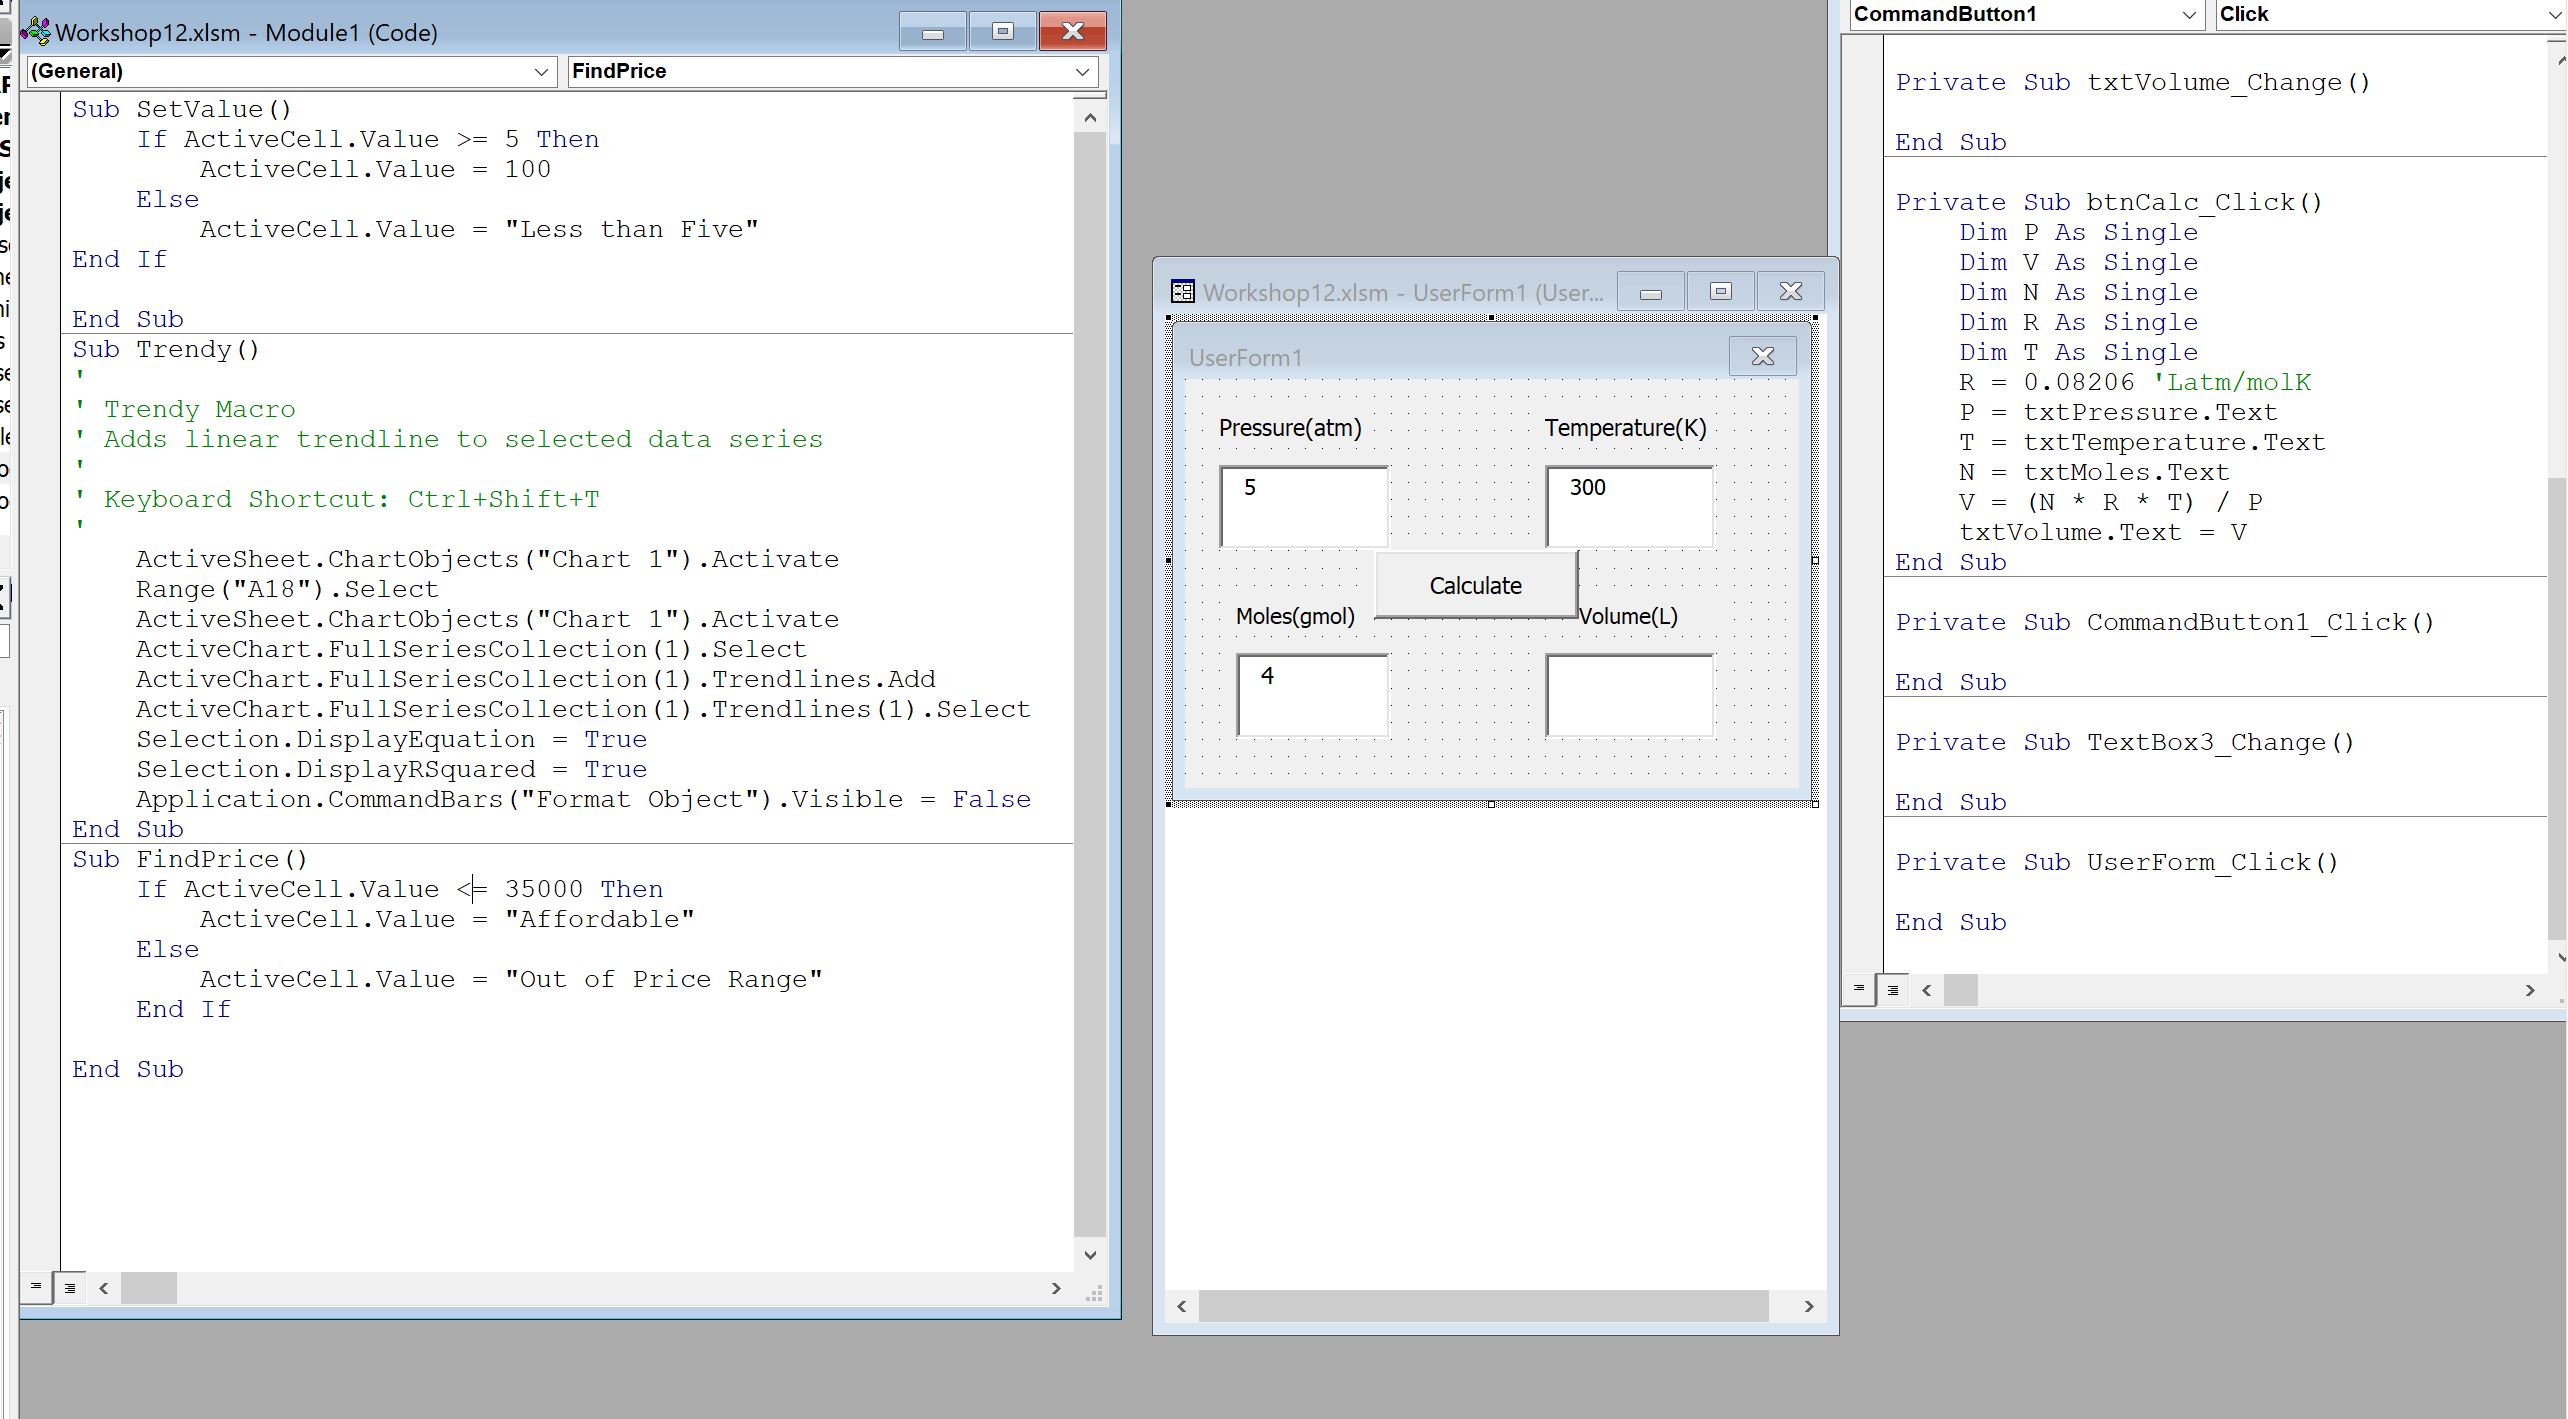 Workshop12.xlsm - Module1 (Code)
(General)
FindPrice
Sub SetValue()
    If ActiveCell.Value >= 5 Then
        ActiveCell.Value = 100
    Else
        ActiveCell.Value = "Less than Five"
End If
End Sub
Sub Trendy()
'
' Trendy Macro
' Adds linear trendline to selected data series
'
' Keyboard Shortcut: Ctrl+Shift+T
'
    ActiveSheet.ChartObjects("Chart 1").Activate
    Range("A18").Select
    ActiveSheet.ChartObjects("Chart 1").Activate
    ActiveChart.FullSeriesCollection(1).Select
    ActiveChart.FullSeriesCollection(1).Trendlines.Add
    ActiveChart.FullSeriesCollection(1).Trendlines(1).Select
    Selection.DisplayEquation = True
    Selection.DisplayRSquared = True
    Application.CommandBars("Format Object").Visible = False
End Sub
Sub FindPrice()
    If ActiveCell.Value <= 35000 Then
        ActiveCell.Value = "Affordable"
    Else
        ActiveCell.Value = "Out of Price Range"
    End If
End Sub
Workshop12.xlsm - UserForm1 (User...
UserForm1
Pressure(atm)
Temperature(K)
5
300
Calculate
Moles(gmol)
Volume(L)
4
CommandButton1
Click
Private Sub txtVolume_Change()
End Sub
Private Sub btnCalc_Click()
    Dim P As Single
    Dim V As Single
    Dim N As Single
    Dim R As Single
    Dim T As Single
    R = 0.08206 'Latm/molK
    P = txtPressure.Text
    T = txtTemperature.Text
    N = txtMoles.Text
    V = (N * R * T) / P
    txtVolume.Text = V
End Sub
Private Sub CommandButton1_Click()
End Sub
Private Sub TextBox3_Change()
End Sub
Private Sub UserForm_Click()
End Sub